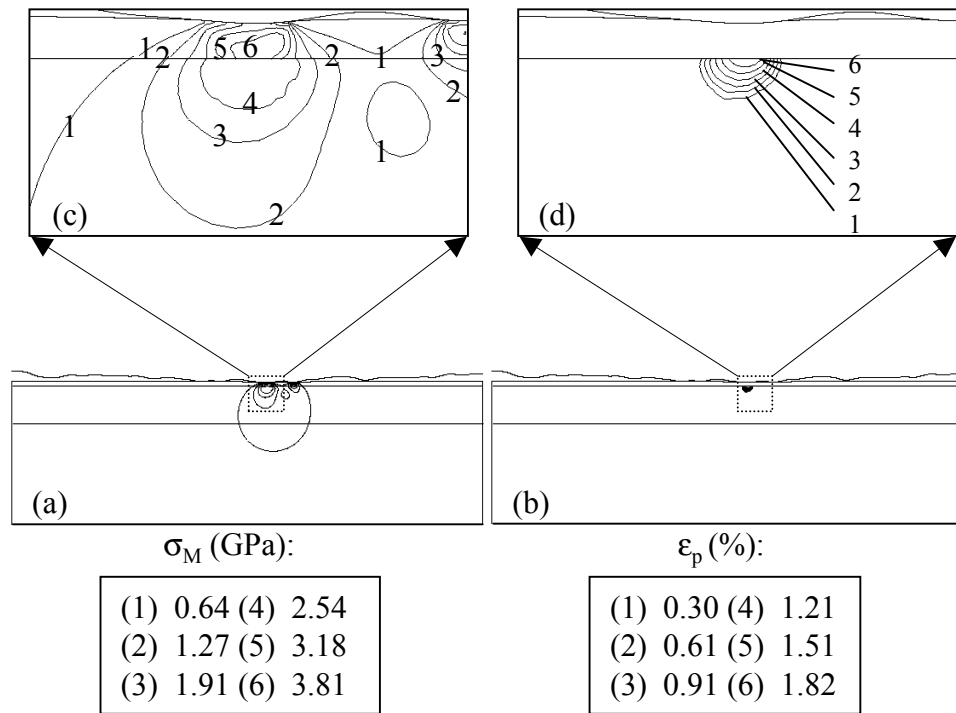 1 2 5 6 2 1 3
4 2
1 3 1
2
(c)
6
5
4
3
2
1
(d)
(a)
(b)
σM (GPa):
εp (%):
(1) 0.64 (4) 2.54
(2) 1.27 (5) 3.18
(3) 1.91 (6) 3.81
(1) 0.30 (4) 1.21
(2) 0.61 (5) 1.51
(3) 0.91 (6) 1.82